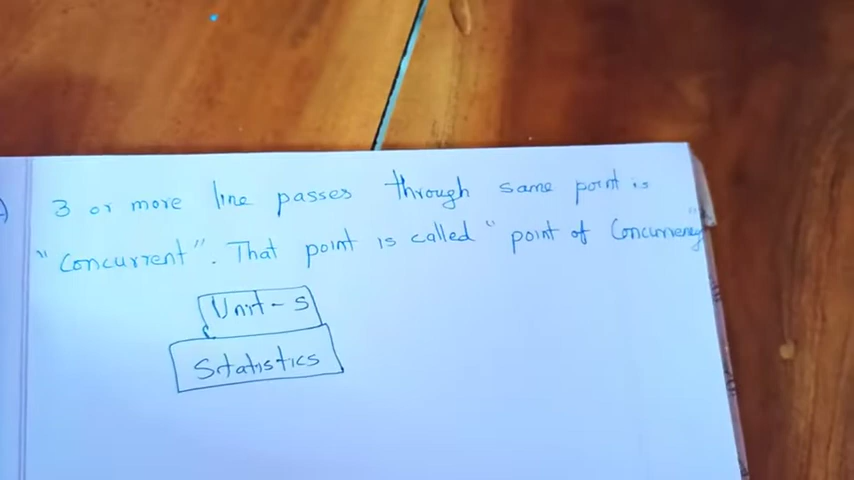 3 or more line passes through same point is
"Concurrent". That point is called "point of Concurrency"
Unit - 5
Statistics